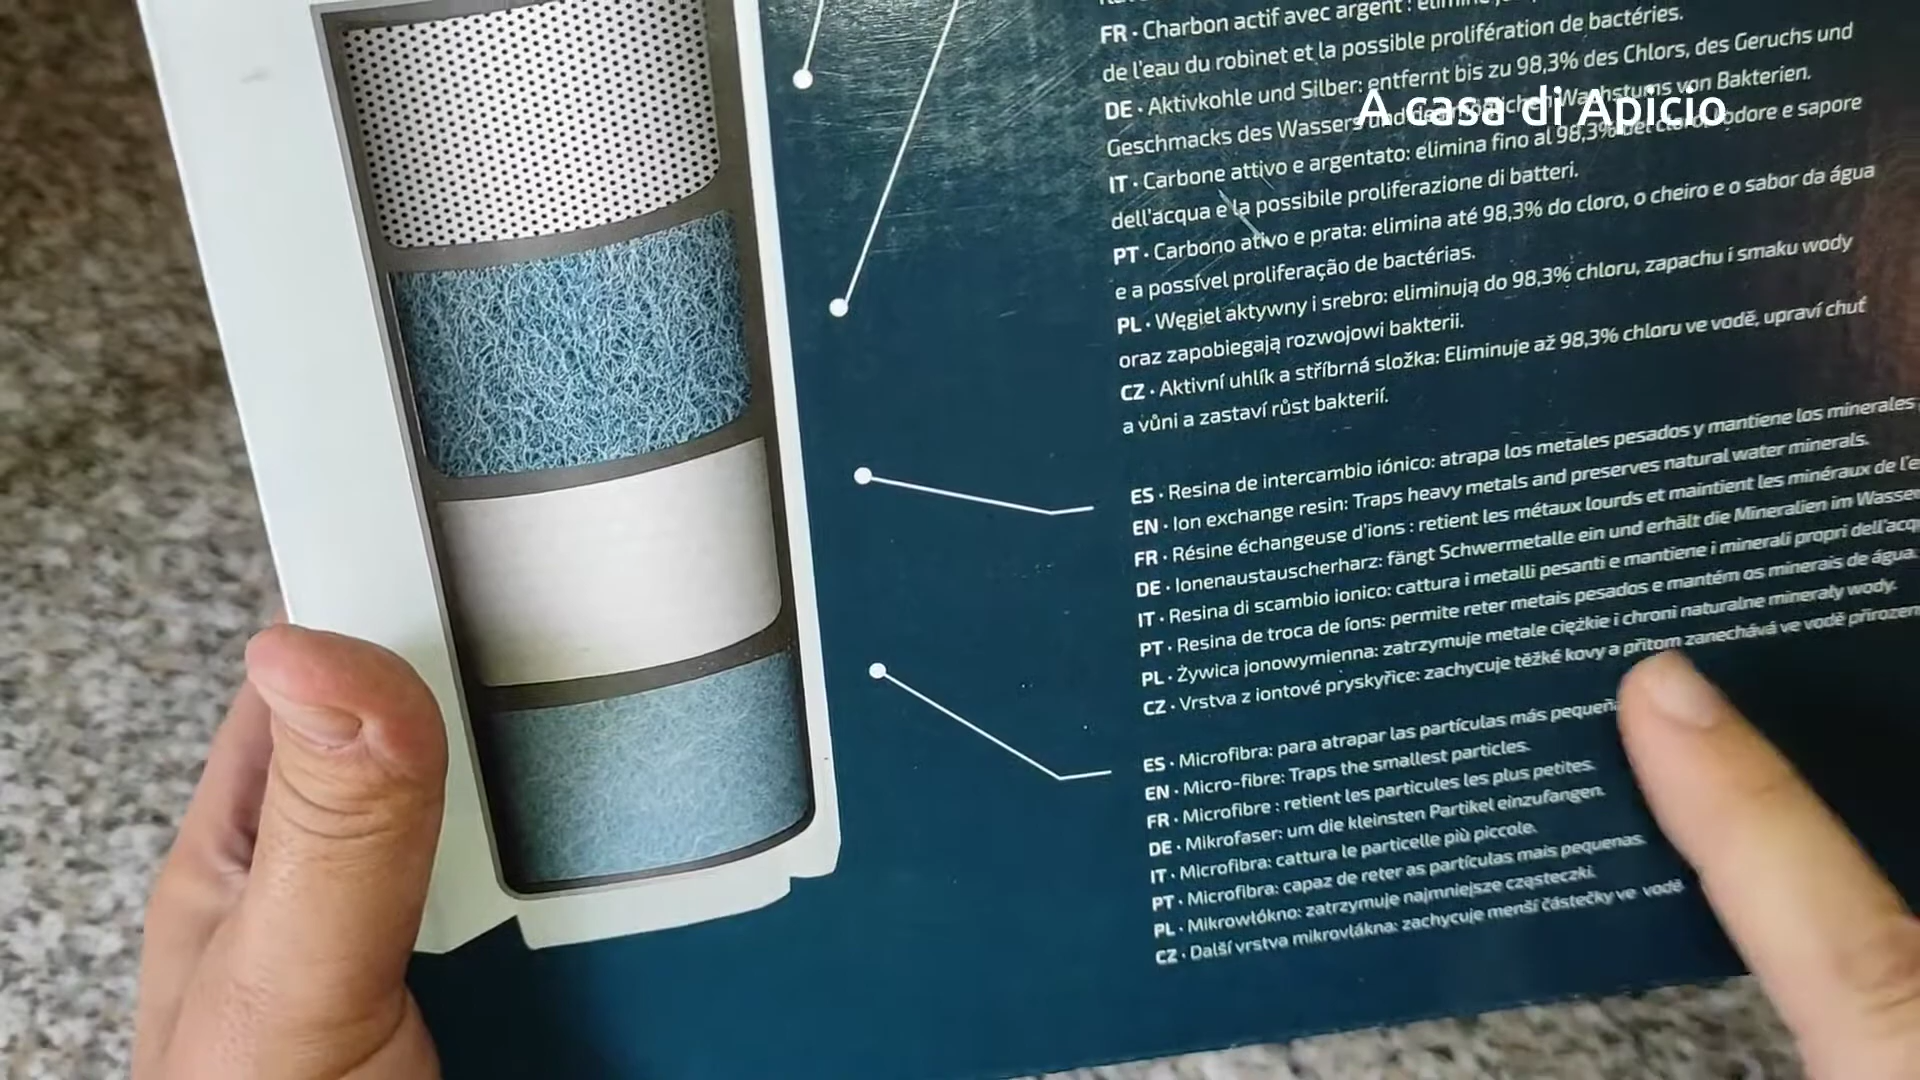 FR · Charbon actif avec argent : élimine
de l'eau du robinet et la possible prolifération de bactéries.
DE · Aktivkohle und Silber: entfernt bis zu 98,3% des Chlors, des Geruchs und
Geschmacks des Wassers und des möglichen Wachstums von Bakterien.
A casa di Apicio
IT · Carbone attivo e argentato: elimina fino al 98,3% del cloro, odore e sapore
dell'acqua e la possibile proliferazione di batteri.
PT · Carbono ativo e prata: elimina até 98,3% do cloro, o cheiro e o sabor da água
e a possível proliferação de bactérias.
PL · Węgiel aktywny i srebro: eliminują do 98,3% chloru, zapachu i smaku wody
oraz zapobiegają rozwojowi bakterii.
CZ · Aktivní uhlík a stříbrná složka: Eliminuje až 98,3% chloru ve vodě, upraví chuť
a vůni a zastaví růst bakterií.
ES · Resina de intercambio iónico: atrapa los metales pesados y mantiene los minerales
EN · Ion exchange resin: Traps heavy metals and preserves natural water minerals.
FR · Résine échangeuse d'ions : retient les métaux lourds et maintient les minéraux de
DE · Ionenaustauscherharz: fängt Schwermetalle ein und erhält die Mineralien im
IT · Resina di scambio ionico: cattura i metalli pesanti e mantiene i minerali propri
PT · Resina de troca de íons: permite reter metais pesados e mantém os minerais de água.
PL · Żywica jonowymienna: zatrzymuje metale ciężkie i chroni naturalne minerały wody.
CZ · Vrstva z iontové pryskyřice: zachycuje těžké kovy a přitom zanechává ve vodě
ES · Microfibra: para atrapar las partículas más
EN · Micro-fibre: Traps the smallest particles.
FR · Microfibre : retient les particules les plus petites.
DE · Mikrofaser: um die kleinsten Partikel einzufangen.
IT · Microfibra: cattura le particelle più piccole.
PT · Microfibra: capaz de reter as partículas mais pequenas.
PL · Mikrowłókno: zatrzymuje najmniejsze cząsteczki.
CZ · Další vrstva mikrovlákna: zachycuje menší částečky ve vodě